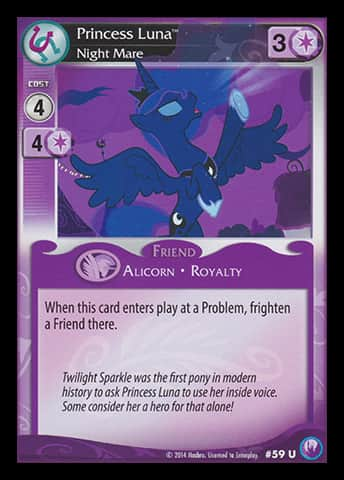 Princess Luna™
Night Mare
3
COST
4
4
FRIEND
ALICORN • ROYALTY
When this card enters play at a Problem, frighten
a Friend there.
Twilight Sparkle was the first pony in modern
history to ask Princess Luna to use her inside voice.
Some consider her a hero for that alone!
© 2014 Hasbro. Licensed to Enterplay.
#59 U